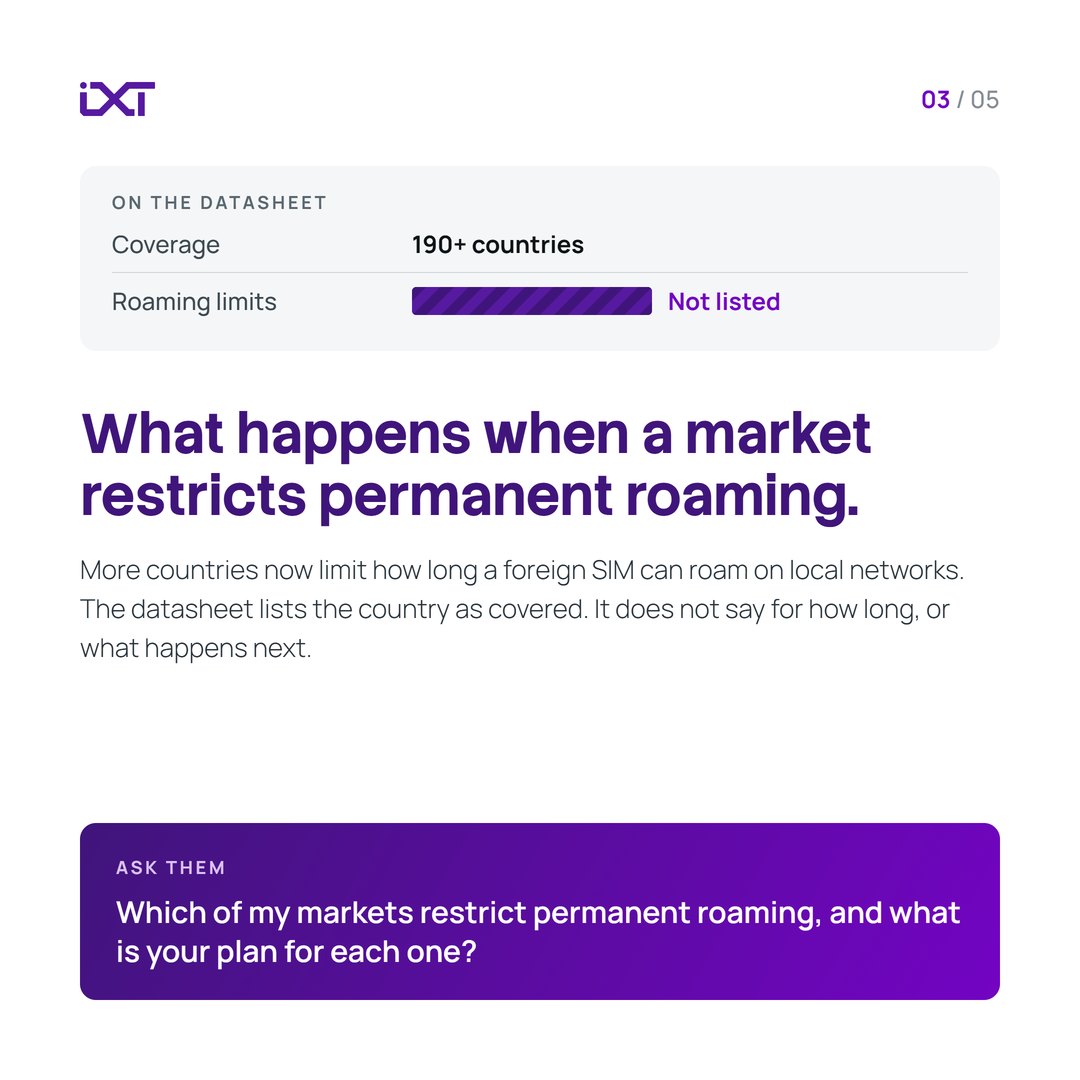 iXT
03 / 05
ON THE DATASHEET
Coverage 190+ countries
Roaming limits Not listed
What happens when a market
restricts permanent roaming.
More countries now limit how long a foreign SIM can roam on local networks.
The datasheet lists the country as covered. It does not say for how long, or
what happens next.
ASK THEM
Which of my markets restrict permanent roaming, and what
is your plan for each one?